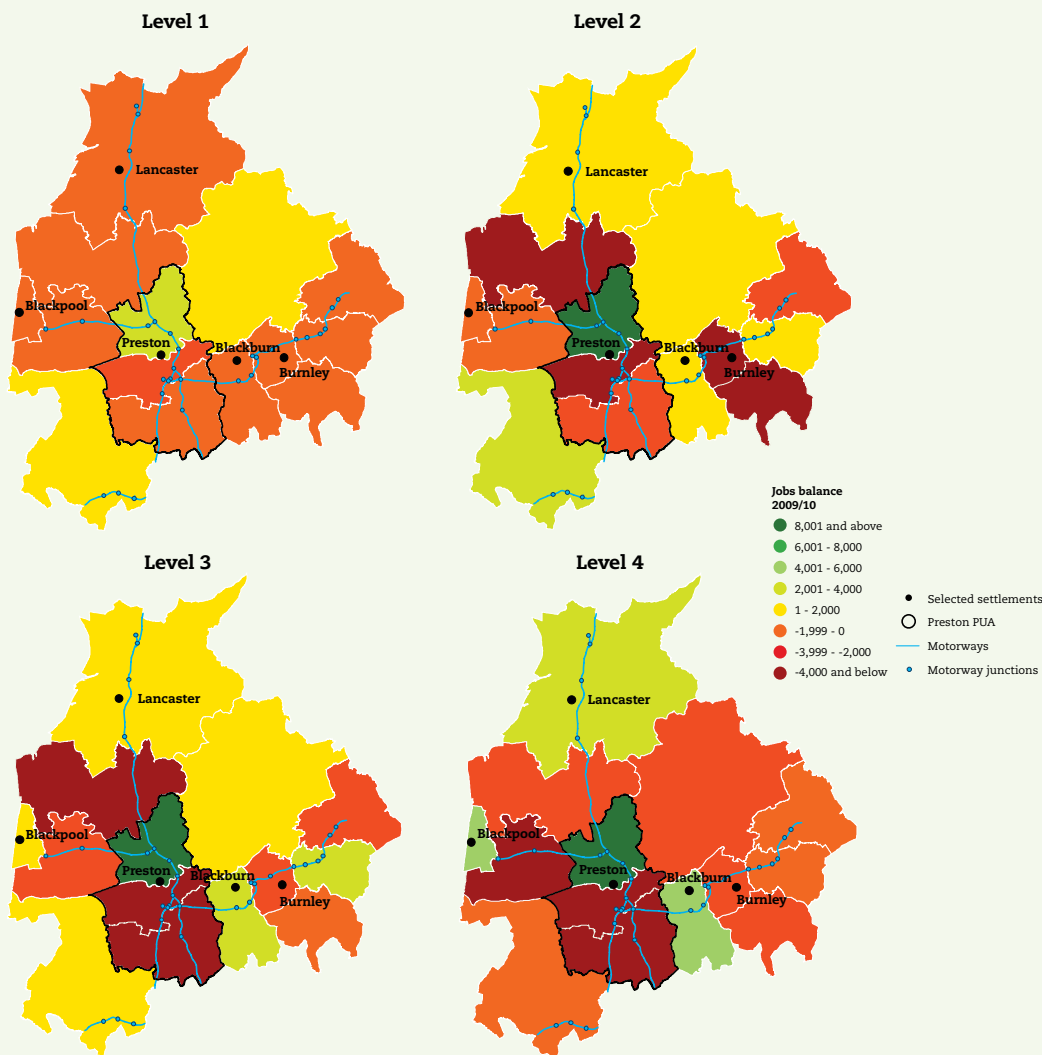 Level 1
Lancaster
Blackpool
Preston
Blackburn
Burnley
Level 2
Lancaster
Blackpool
Preston
Blackburn
Burnley
Jobs balance
2009/10
8,001 and above
6,001 - 8,000
4,001 - 6,000
2,001 - 4,000
1 - 2,000
-1,999 - 0
-3,999 - -2,000
-4,000 and below
Selected settlements
Preston PUA
Motorways
Motorway junctions
Level 3
Lancaster
Blackpool
Preston
Blackburn
Burnley
Level 4
Lancaster
Blackpool
Preston
Blackburn
Burnley